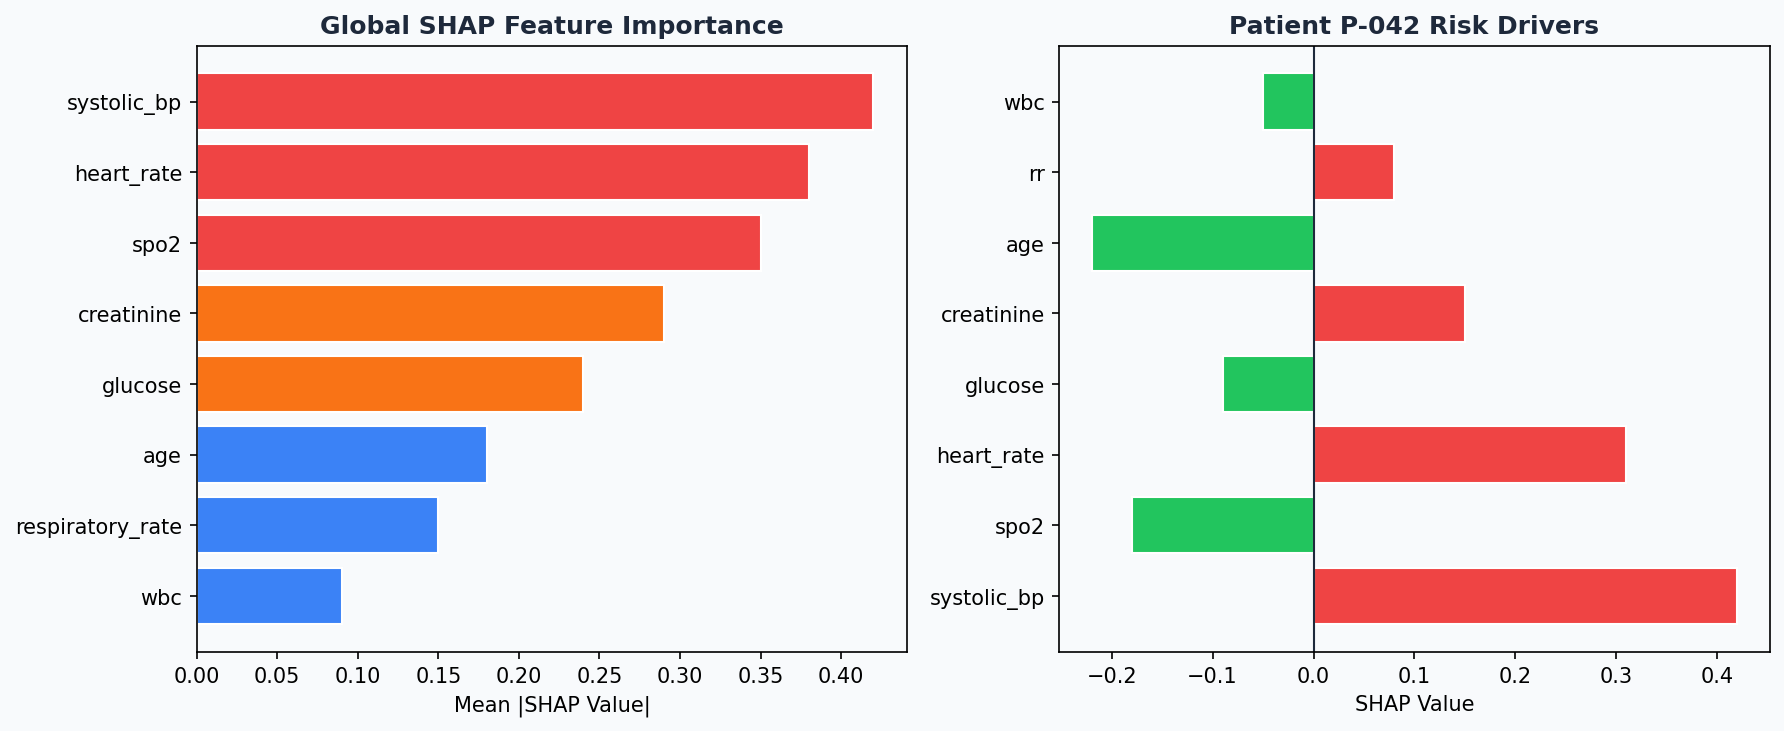 Global SHAP Feature Importance
systolic_bp
heart_rate
spo2
creatinine
glucose
age
respiratory_rate
wbc
0.00 0.05 0.10 0.15 0.20 0.25 0.30 0.35 0.40
Mean |SHAP Value|
Patient P-042 Risk Drivers
wbc
rr
age
creatinine
glucose
heart_rate
spo2
systolic_bp
−0.2 −0.1 0.0 0.1 0.2 0.3 0.4
SHAP Value